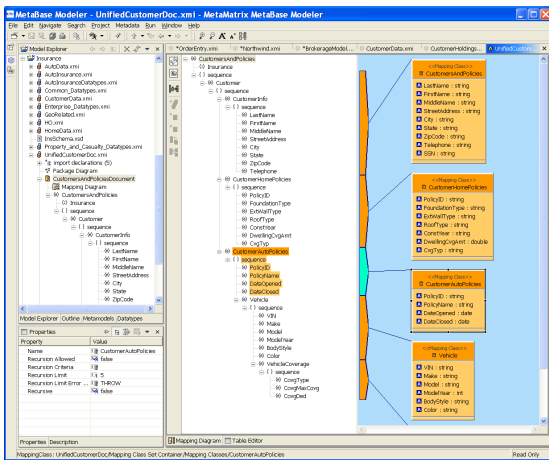 MetaBase Modeler - UnifiedCustomerDoc.xmi - MetaMatrix MetaBase Modeler
File Edit Navigate Search Project Metadata Run Window Help
Model Explorer
Insurance
AutoData.xmi
AutoInsurance.xmi
AutoInsuranceDatatypes.xmi
Common_Datatypes.xmi
CustomerData.xmi
Enterprise_Datatypes.xmi
GeoRelated.xmi
HO.xmi
HomeData.xmi
InsSchema.xsd
Property_and_Casualty_Datatypes.xmi
UnifiedCustomerDoc.xmi
import declarations (5)
Package Diagram
CustomersAndPoliciesDocument
Mapping Diagram
CustomersAndPolicies
Insurance
{ } sequence
Customer
{ } sequence
CustomerInfo
{ } sequence
LastName
FirstName
MiddleName
StreetAddress
City
State
ZipCode
Model Explorer Outline Metamodels Datatypes
Properties
Property Value
Name CustomerAutoPolicies
Recursion Allowed false
Recursion Criteria
Recursion Limit 5
Recursion Limit Error ... THROW
Recursive false
Properties Description
*OrderEntry.xmi *Northwind.xmi *BrokerageModel.... CustomerData.xmi CustomerHoldings... UnifiedCustom...
CustomersAndPolicies
Insurance
{ } sequence
Customer
{ } sequence
CustomerInfo
{ } sequence
LastName
FirstName
MiddleName
StreetAddress
City
State
ZipCode
Telephone
CustomerHomePolicies
{ } sequence
PolicyID
FoundationType
ExtWallType
RoofType
ConstYear
DwellingCvgAmt
CvgTyp
CustomerAutoPolicies
{ } sequence
PolicyID
PolicyName
DateOpened
DateClosed
Vehicle
{ } sequence
VIN
Make
Model
ModelYear
BodyStyle
Color
VehicleCoverage
{ } sequence
CovgType
CovgMaxCovg
CovgDed
<<Mapping Class>>
CustomersAndPolicies
LastName : string
FirstName : string
MiddleName : string
StreetAddress : string
City : string
State : string
ZipCode : string
Telephone : string
SSN : string
<<Mapping Class>>
CustomerHomePolicies
PolicyID : string
FoundationType : string
ExtWallType : string
RoofType : string
ConstYear : string
DwellingCvgAmt : double
CvgTyp : string
<<Mapping Class>>
CustomerAutoPolicies
PolicyID : string
PolicyName : string
DateOpened : date
DateClosed : date
<<Mapping Class>>
Vehicle
VIN : string
Make : string
Model : string
ModelYear : int
BodyStyle : string
Color : string
Mapping Diagram Table Editor
MappingClass: UnifiedCustomerDoc/Mapping Class Set Container/Mapping Classes/CustomerAutoPolicies Read Only